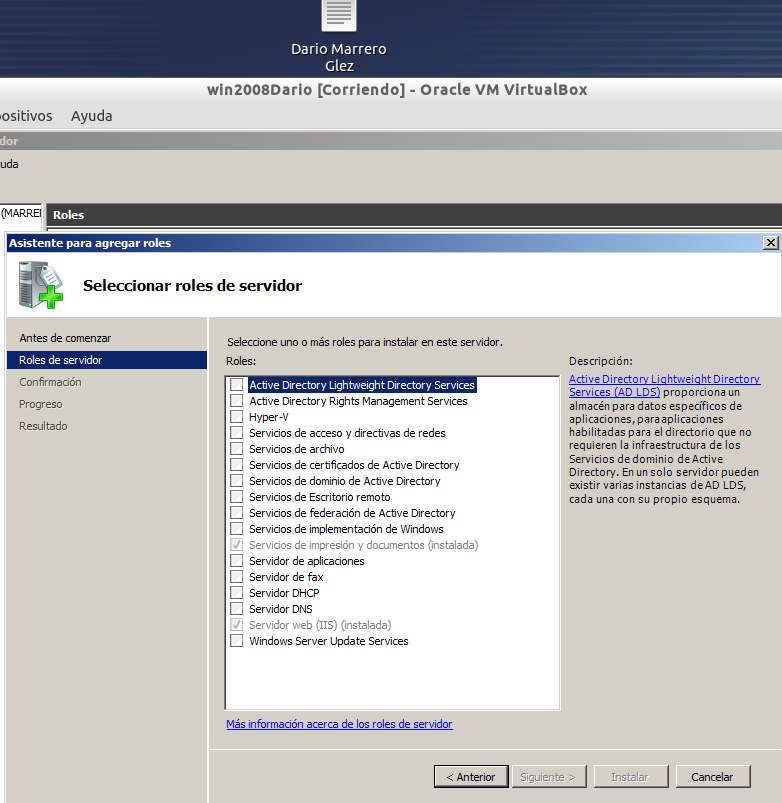 Dario Marrero
Glez
win2008Dario [Corriendo] - Oracle VM VirtualBox
ositivos Ayuda
dor
uda
(MARRE
Roles
Asistente para agregar roles
Seleccionar roles de servidor
Antes de comenzar
Roles de servidor
Confirmación
Progreso
Resultado
Seleccione uno o más roles para instalar en este servidor.
Roles:
Active Directory Lightweight Directory Services
Active Directory Rights Management Services
Hyper-V
Servicios de acceso y directivas de redes
Servicios de archivo
Servicios de certificados de Active Directory
Servicios de dominio de Active Directory
Servicios de Escritorio remoto
Servicios de federación de Active Directory
Servicios de implementación de Windows
Servicios de impresión y documentos (instalada)
Servidor de aplicaciones
Servidor de fax
Servidor DHCP
Servidor DNS
Servidor web (IIS) (instalada)
Windows Server Update Services
Más información acerca de los roles de servidor
Descripción:
Active Directory Lightweight Directory
Services (AD LDS) proporciona un
almacén para datos específicos de
aplicaciones, para aplicaciones
habilitadas para el directorio que no
requieren la infraestructura de los
Servicios de dominio de Active
Directory. En un solo servidor pueden
existir varias instancias de AD LDS,
cada una con su propio esquema.
< Anterior
Siguiente >
Instalar
Cancelar